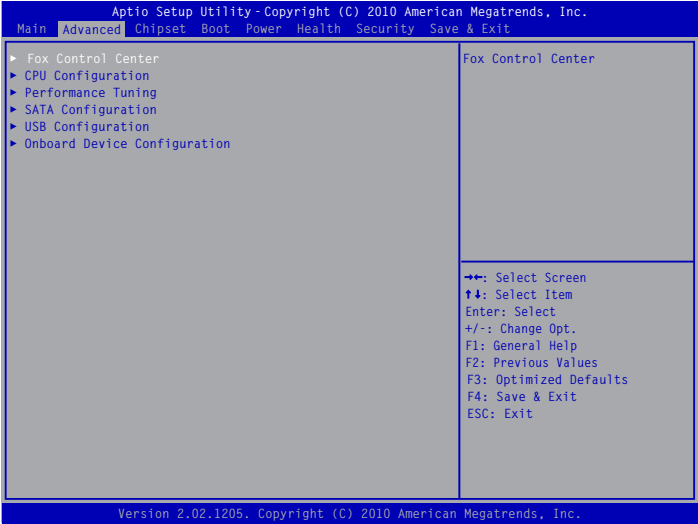 Aptio Setup Utility - Copyright (C) 2010 American Megatrends, Inc.
Main Advanced Chipset Boot Power Health Security Save & Exit
► Fox Control Center
► CPU Configuration
► Performance Tuning
► SATA Configuration
► USB Configuration
► Onboard Device Configuration
Fox Control Center
→←: Select Screen
↑↓: Select Item
Enter: Select
+/-: Change Opt.
F1: General Help
F2: Previous Values
F3: Optimized Defaults
F4: Save & Exit
ESC: Exit
Version 2.02.1205. Copyright (C) 2010 American Megatrends, Inc.